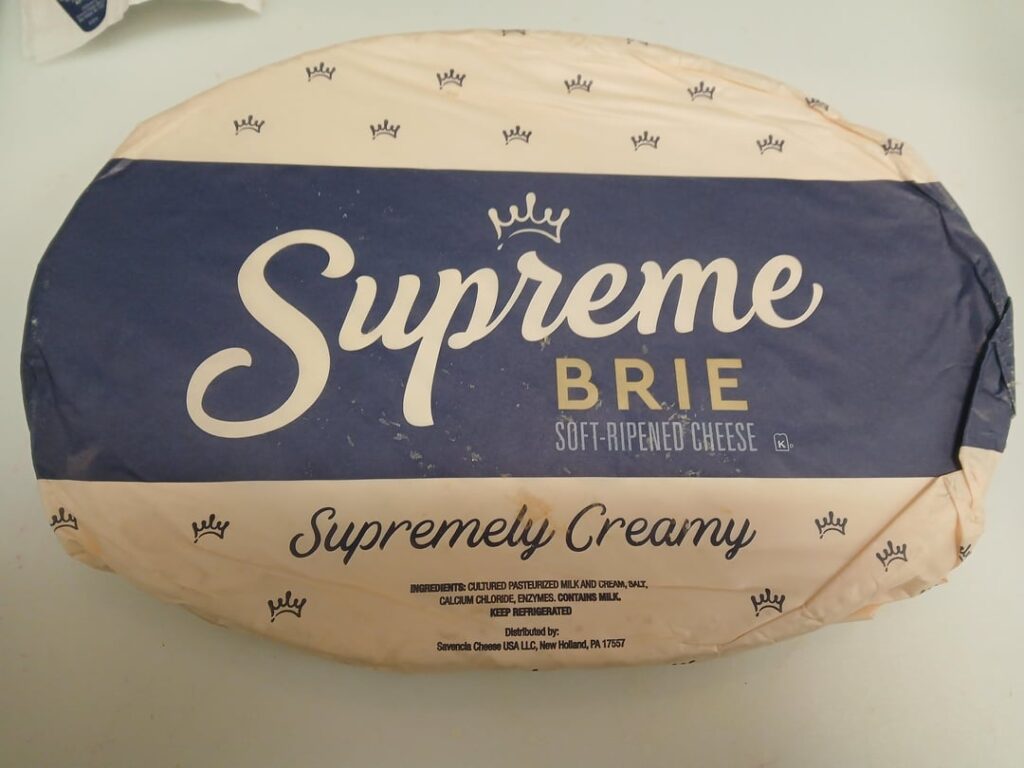 Supreme
BRIE
SOFT-RIPENED CHEESE K
Supremely Creamy
INGREDIENTS: CULTURED PASTEURIZED MILK AND CREAM, SALT,
CALCIUM CHLORIDE, ENZYMES. CONTAINS MILK.
KEEP REFRIGERATED
Distributed by:
Savencia Cheese USA LLC, New Holland, PA 17557